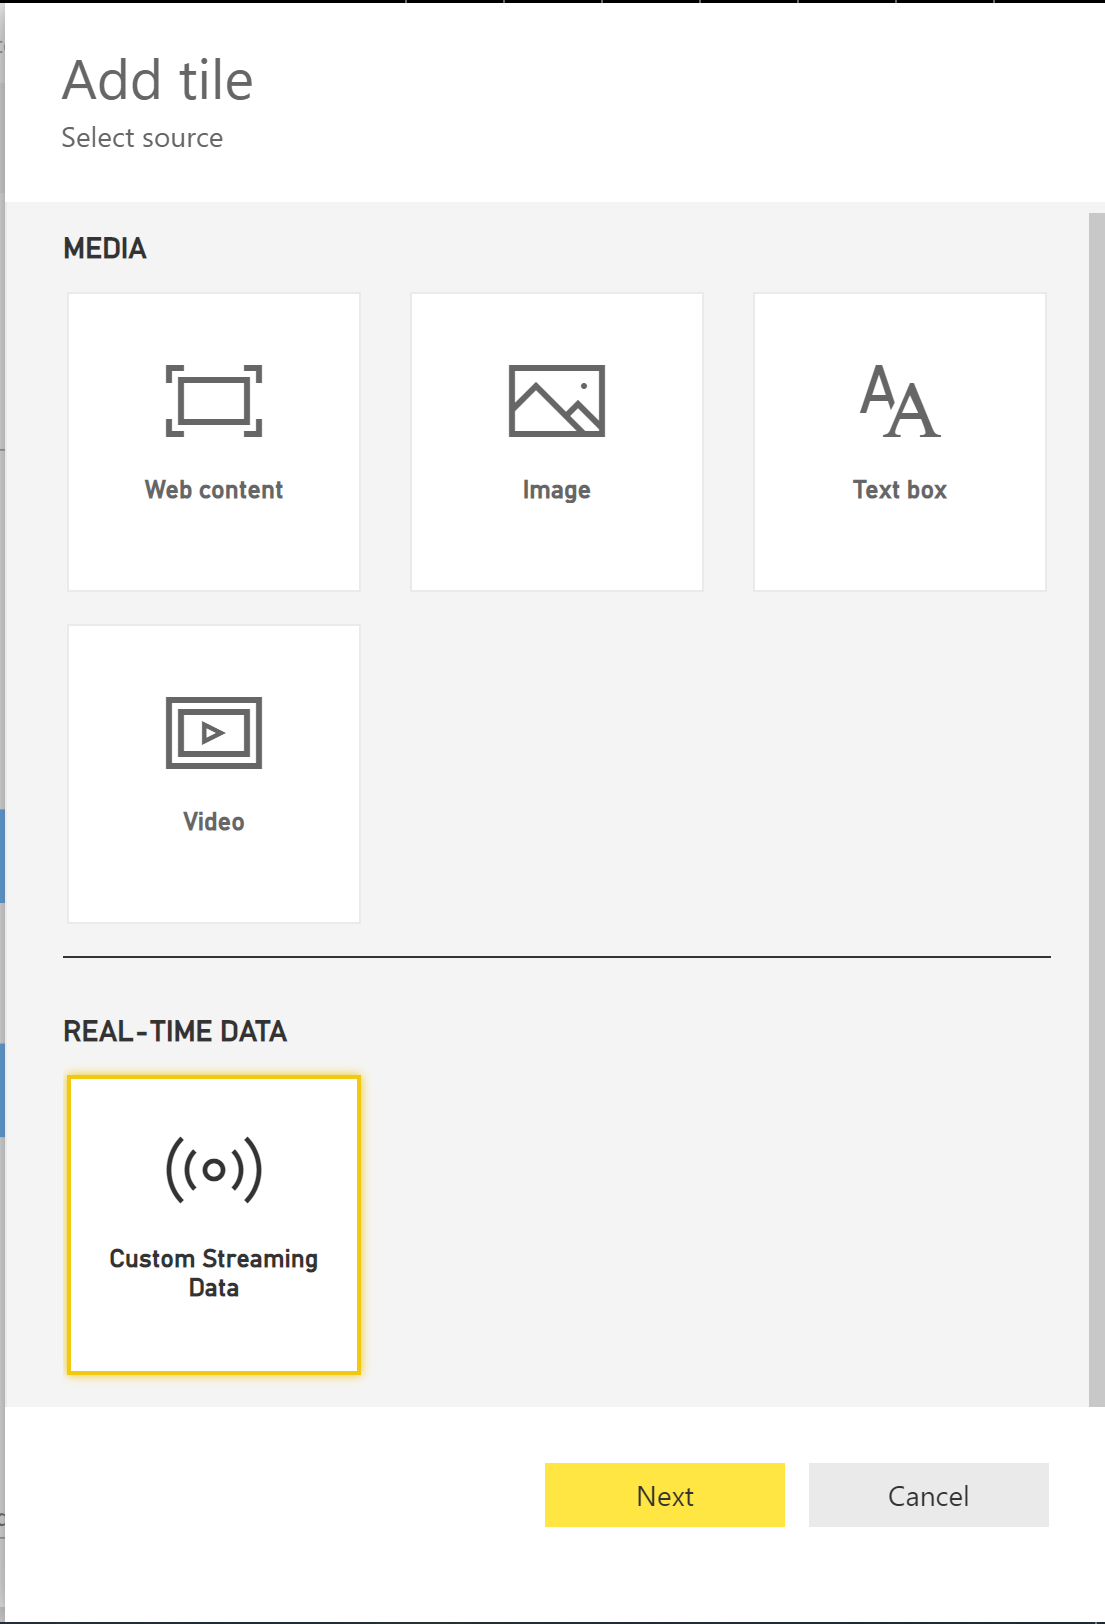 Add tile
Select source
MEDIA
Web content
Image
Text box
Video
REAL-TIME DATA
Custom Streaming
Data
Next
Cancel